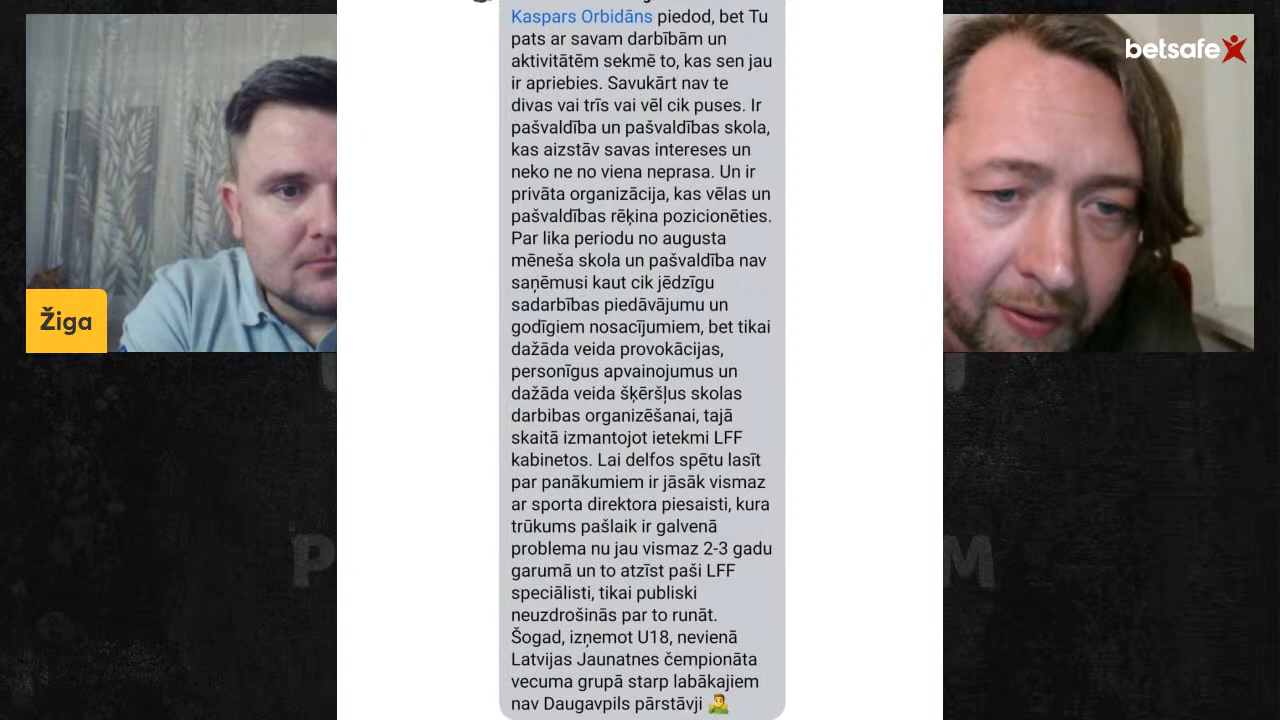 betsafe
Žiga
Kaspars Orbidāns piedod, bet Tu
pats ar savam darbībām un
aktivitātēm sekmē to, kas sen jau
ir apriebies. Savukārt nav te
divas vai trīs vai vēl cik puses. Ir
pašvaldība un pašvaldības skola,
kas aizstāv savas intereses un
neko ne no viena neprasa. Un ir
privāta organizācija, kas vēlas un
pašvaldības rēķina pozicionēties.
Par lika periodu no augusta
mēneša skola un pašvaldība nav
saņēmusi kaut cik jēdzīgu
sadarbības piedāvājumu un
godīgiem nosacījumiem, bet tikai
dažāda veida provokācijas,
personīgus apvainojumus un
dažāda veida šķēršļus skolas
darbibas organizēšanai, tajā
skaitā izmantojot ietekmi LFF
kabinetos. Lai delfos spētu lasīt
par panākumiem ir jāsāk vismaz
ar sporta direktora piesaisti, kura
trūkums pašlaik ir galvenā
problema nu jau vismaz 2-3 gadu
garumā un to atzīst paši LFF
speciālisti, tikai publiski
neuzdrošinās par to runāt.
Šogad, izņemot U18, nevienā
Latvijas Jaunatnes čempionāta
vecuma grupā starp labākajiem
nav Daugavpils pārstāvji